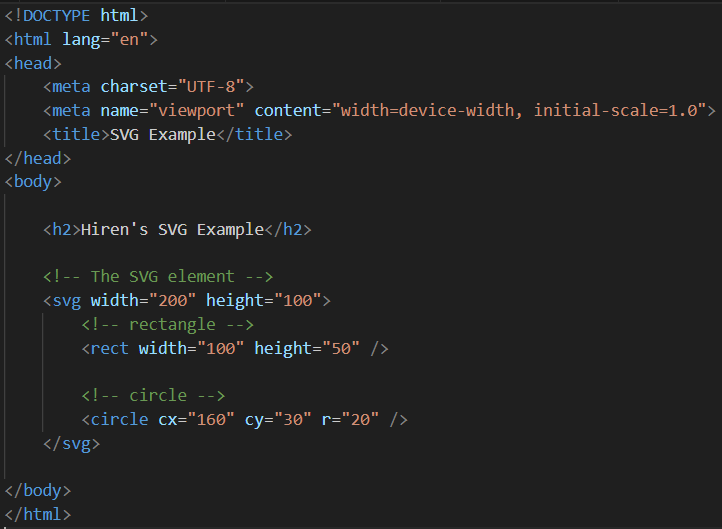 <!DOCTYPE html>
<html lang="en">
<head>
    <meta charset="UTF-8">
    <meta name="viewport" content="width=device-width, initial-scale=1.0">
    <title>SVG Example</title>
</head>
<body>

    <h2>Hiren's SVG Example</h2>

    <!-- The SVG element -->
    <svg width="200" height="100">
        <!-- rectangle -->
        <rect width="100" height="50" />

        <!-- circle -->
        <circle cx="160" cy="30" r="20" />
    </svg>

</body>
</html>